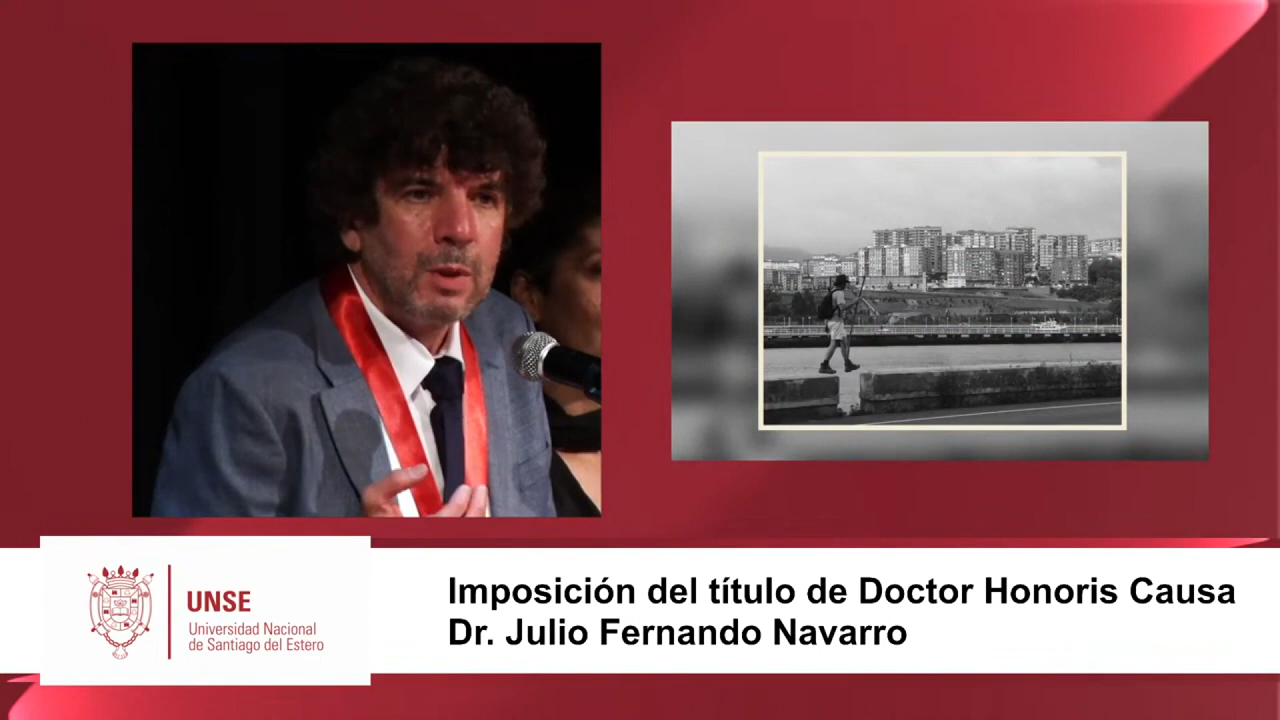 UNSE
Universidad Nacional
de Santiago del Estero
Imposición del título de Doctor Honoris Causa
Dr. Julio Fernando Navarro